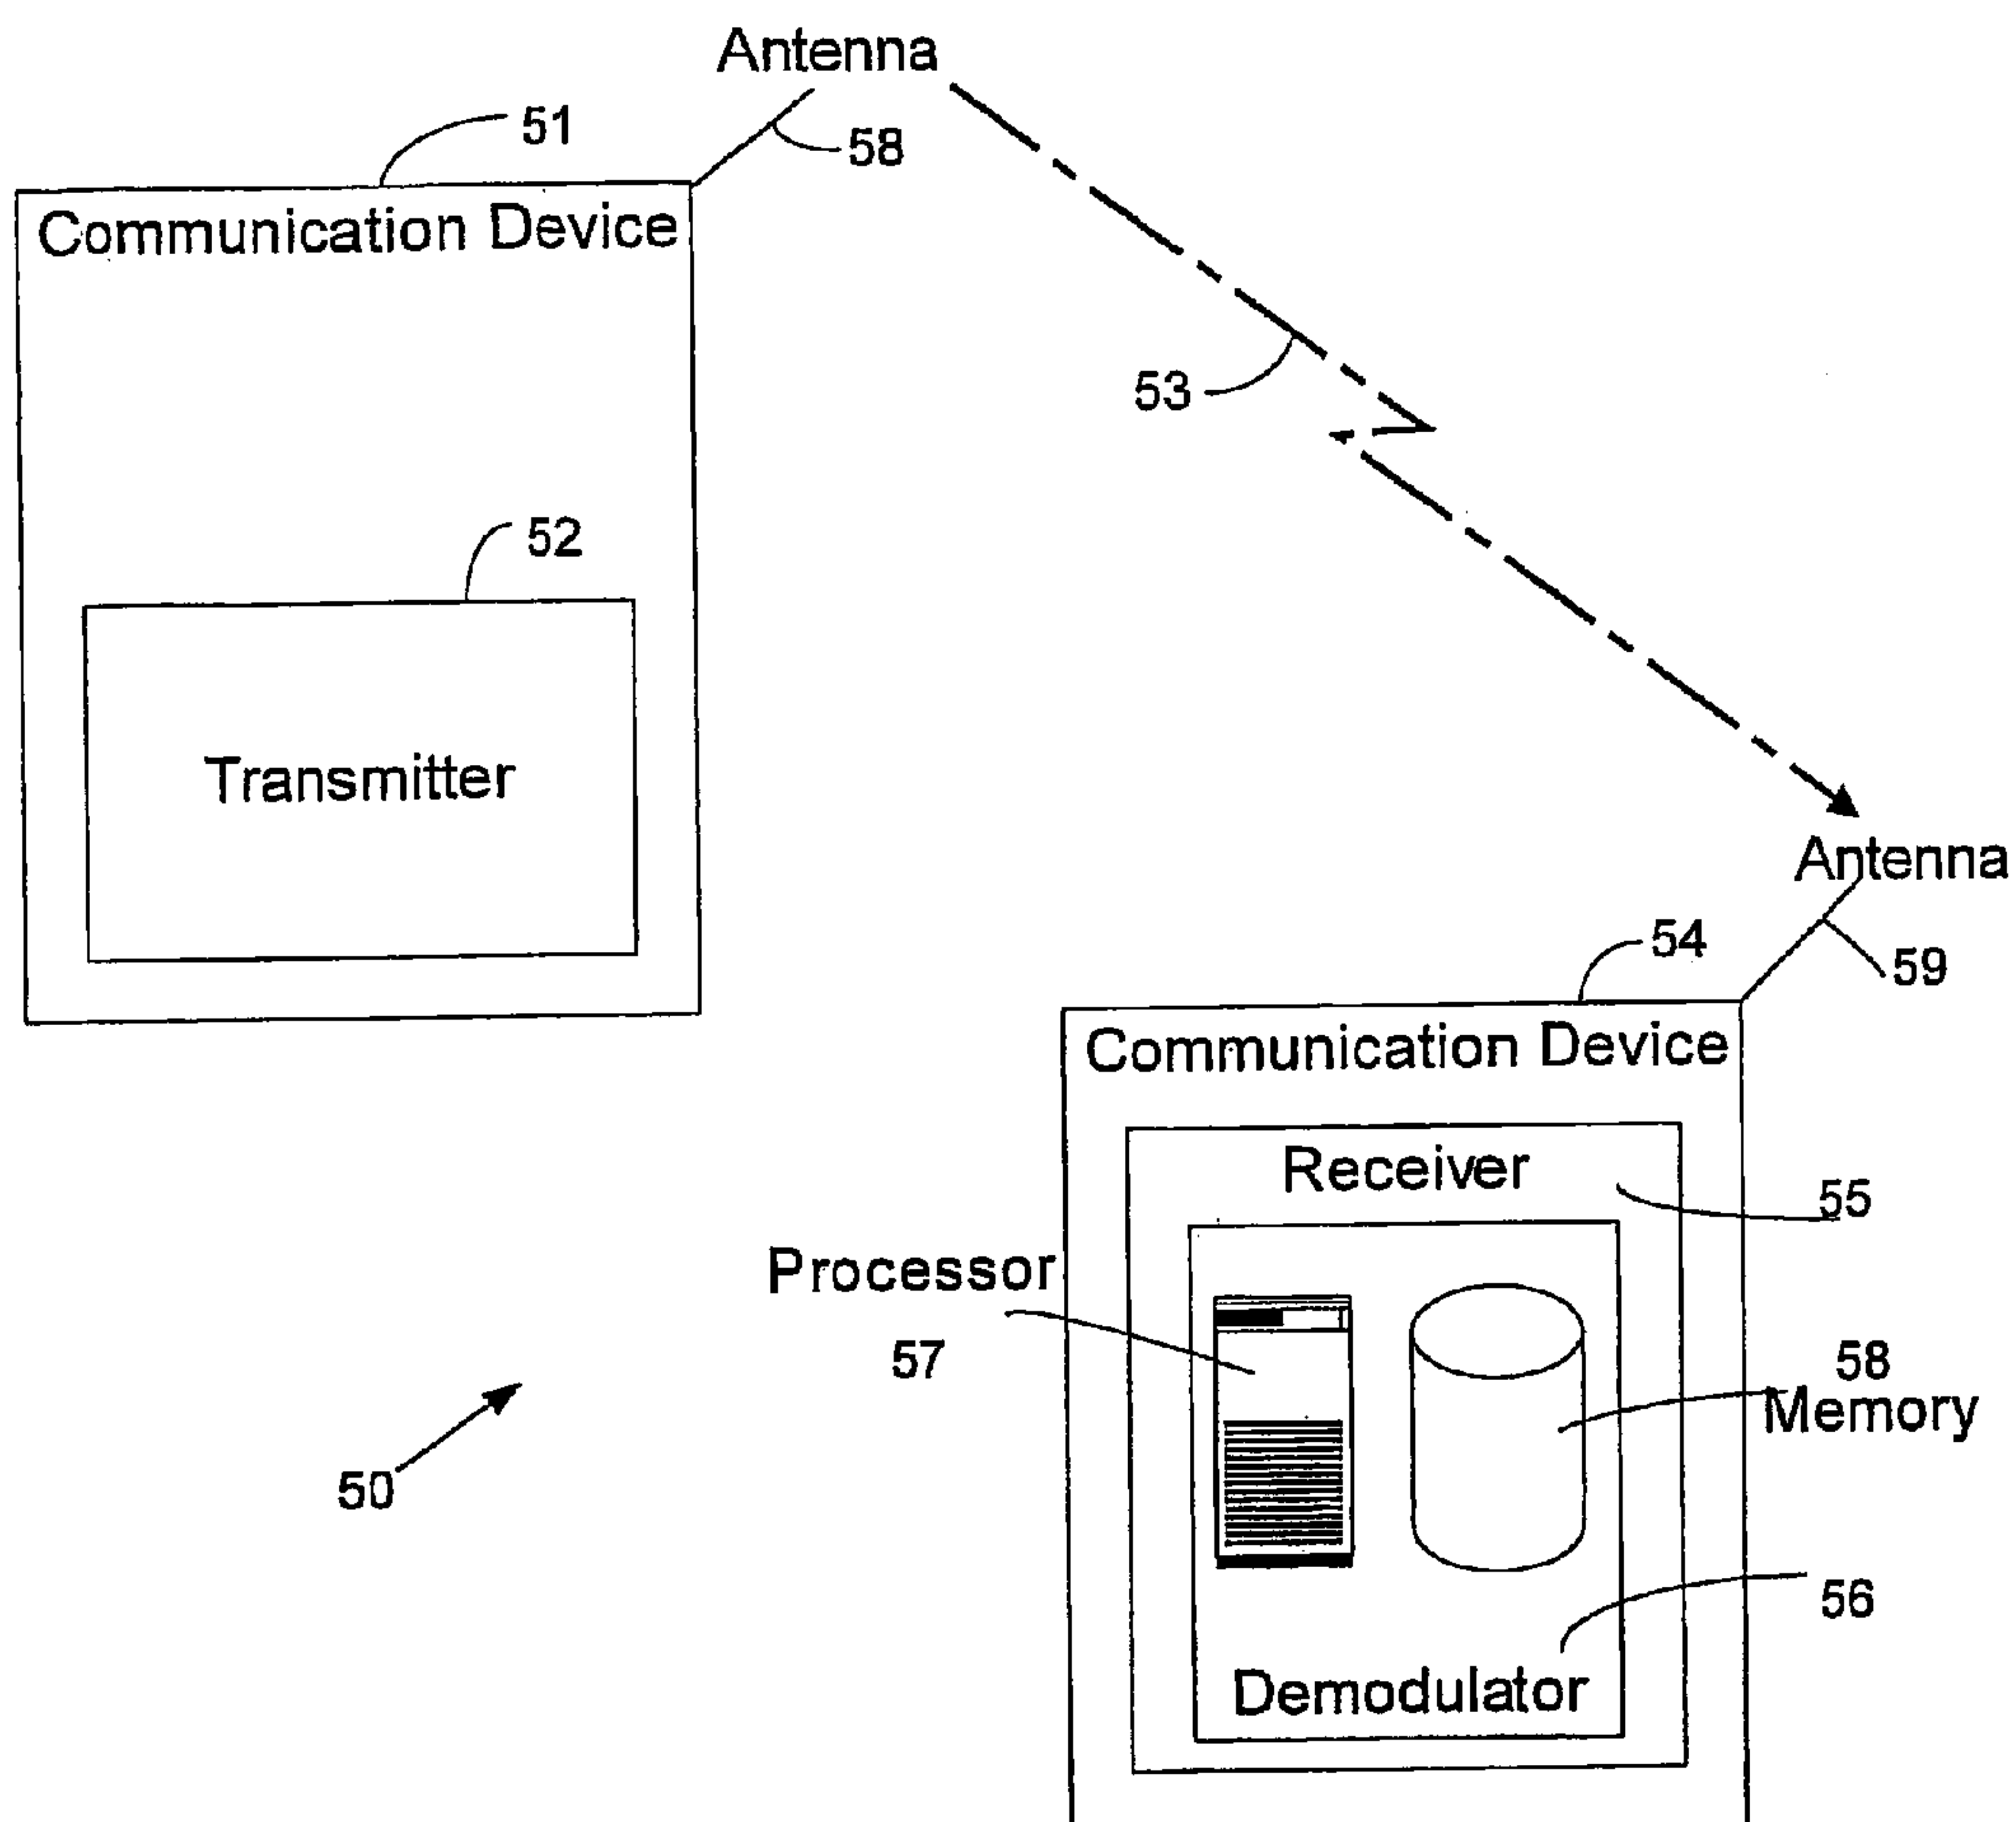 Antenna
51
58
Communication Device
53
52
Transmitter
Antenna
54
59
Communication Device
Receiver
55
Processor
57
58
Memory
50
56
Demodulator